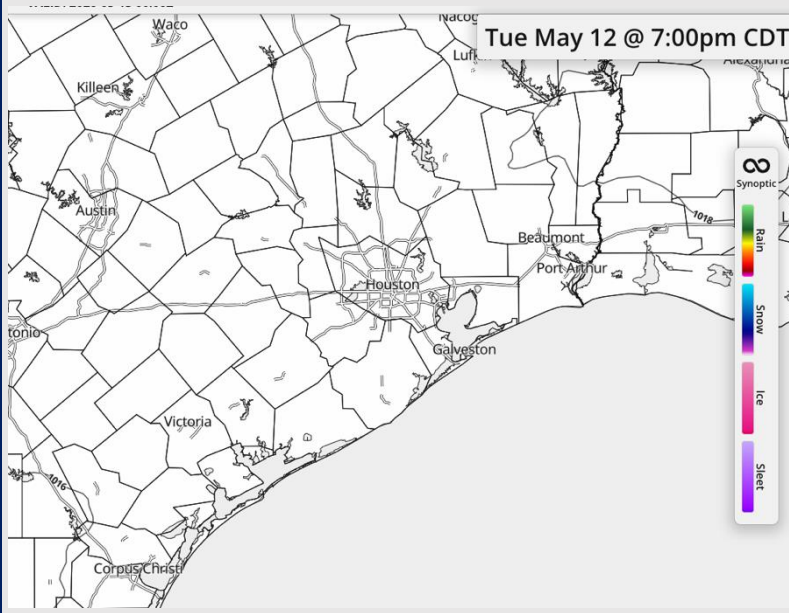 Waco
Tue May 12 @ 7:00pm CDT
Killeen
Synoptic
Austin
1018
Rain
Beaumont
Port Arthur
Houston
Snow
Galveston
Ice
Victoria
1016
Sleet
Corpus Christi